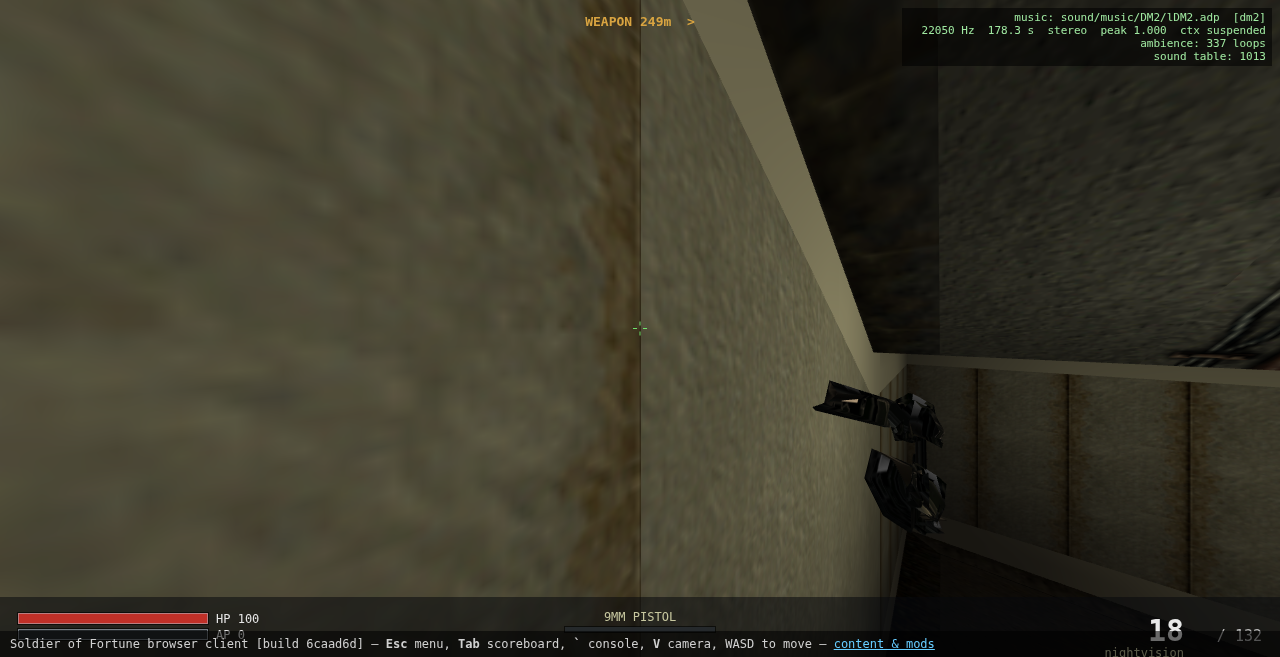 WEAPON 249m >
music: sound/music/DM2/lDM2.adp [dm2]
22050 Hz 178.3 s stereo peak 1.000 ctx suspended
ambience: 337 loops
sound table: 1013
HP 100
AP 0
9MM PISTOL
18 / 132
nightvision
Soldier of Fortune browser client [build 6caad6d] — Esc menu, Tab scoreboard, ` console, V camera, WASD to move — content & mods